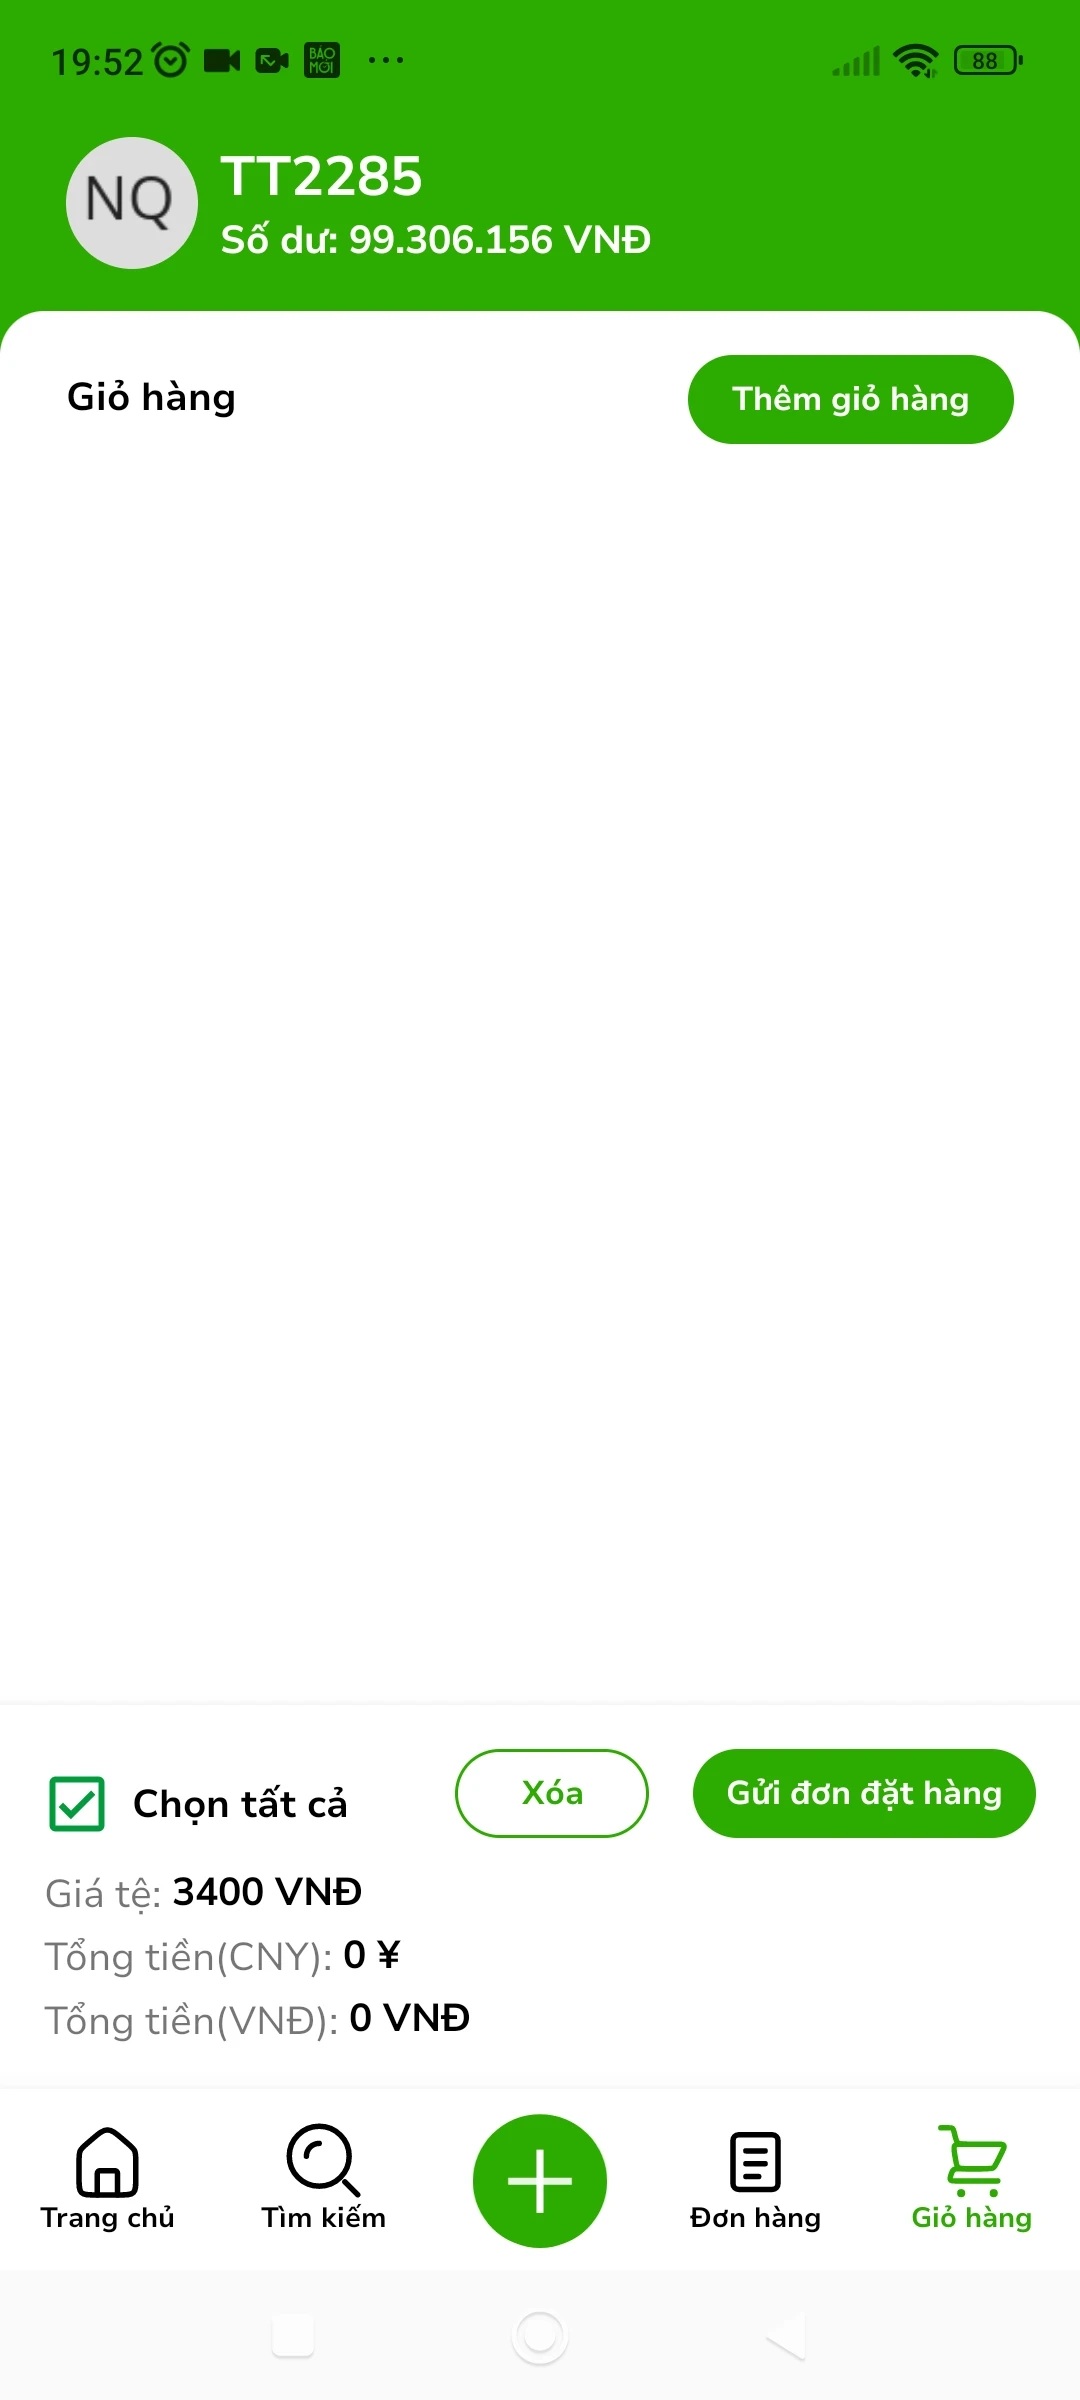 19:52 BÁO MỚI ... 88
NQ
TT2285
Số dư: 99.306.156 VNĐ
Giỏ hàng
Thêm giỏ hàng
Chọn tất cả
Xóa
Gửi đơn đặt hàng
Giá tệ: 3400 VNĐ
Tổng tiền(CNY): 0 ¥
Tổng tiền(VNĐ): 0 VNĐ
Trang chủ
Tìm kiếm
Đơn hàng
Giỏ hàng